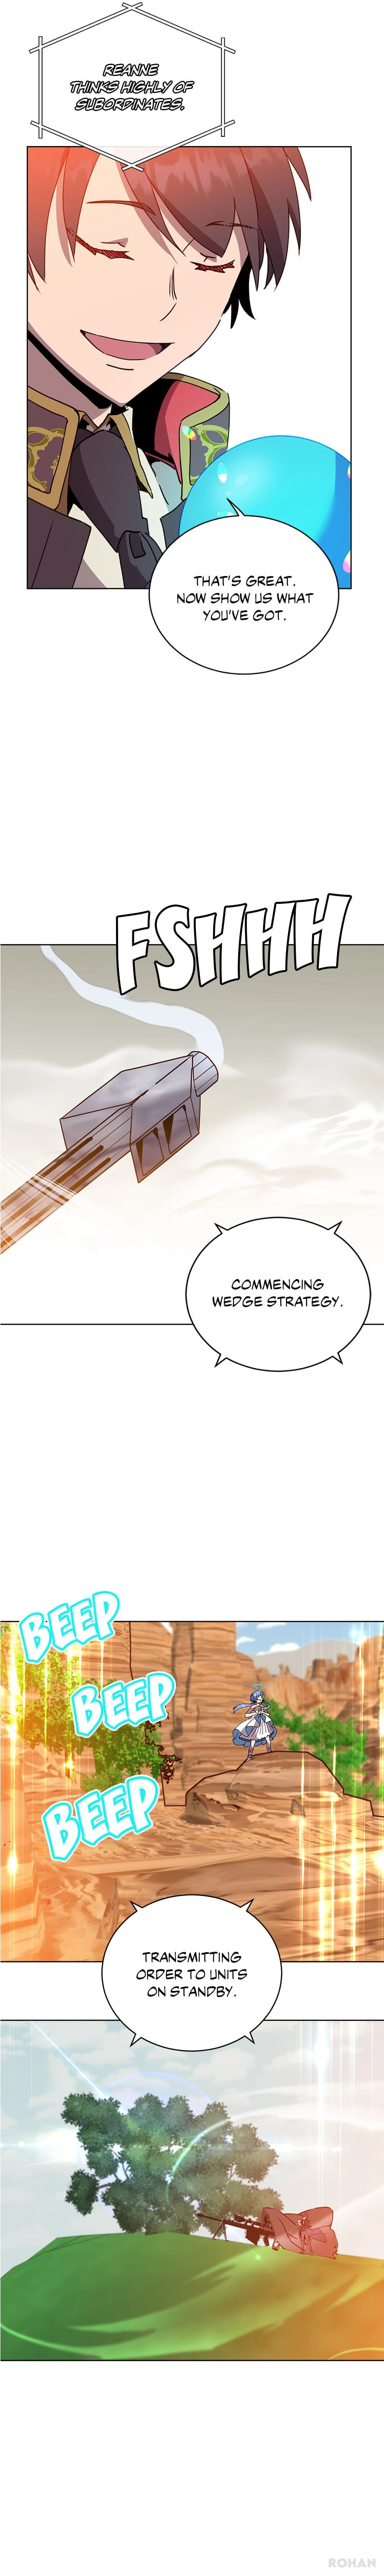 REANNE
THINKS HIGHLY OF
SUBORDINATES.
THAT'S GREAT.
NOW SHOW US WHAT
YOU'VE GOT.
FSHHH
COMMENCING
WEDGE STRATEGY.
BEEP
BEEP
BEEP
TRANSMITTING
ORDER TO UNITS
ON STANDBY.
ROHAN